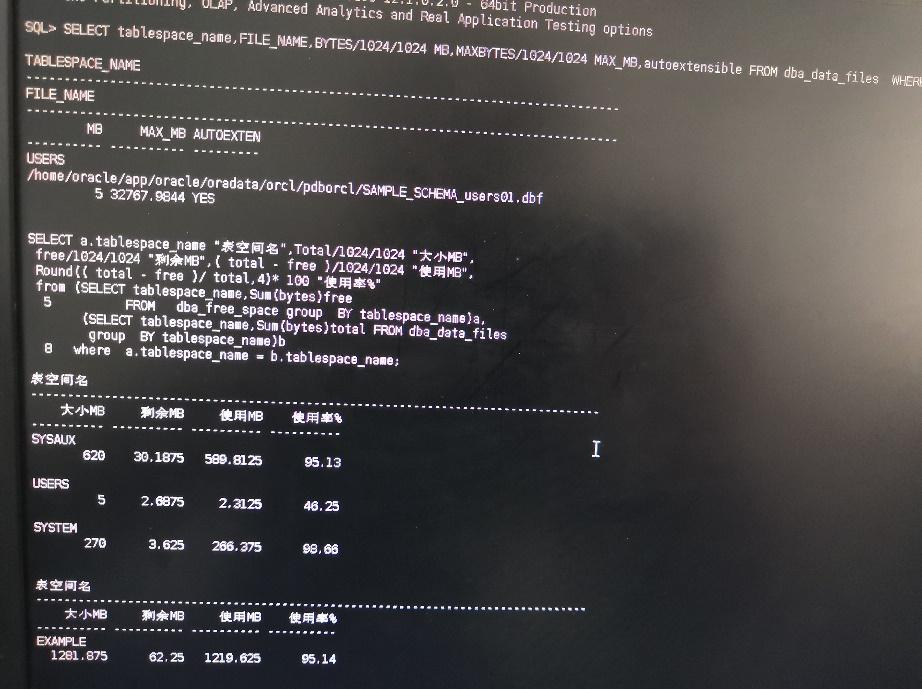 12.1.0.2.0 - 64bit Production
Partitioning, OLAP, Advanced Analytics and Real Application Testing options
SQL> SELECT tablespace_name,FILE_NAME,BYTES/1024/1024 MB,MAXBYTES/1024/1024 MAX_MB,autoextensible FROM dba_data_files WHERE
TABLESPACE_NAME
--------------------------------------------------------------------------------
FILE_NAME
--------------------------------------------------------------------------------
MB MAX_MB AUTOEXTEN
---------- ---------- ---------
USERS
/home/oracle/app/oracle/oradata/orcl/pdborcl/SAMPLE_SCHEMA_users01.dbf
5 32767.9844 YES
SELECT a.tablespace_name "表空间名",Total/1024/1024 "大小MB",
free/1024/1024 "剩余MB",( total - free )/1024/1024 "使用MB",
Round(( total - free )/ total,4)* 100 "使用率%"
from (SELECT tablespace_name,Sum(bytes)free
5 FROM dba_free_space group BY tablespace_name)a,
(SELECT tablespace_name,Sum(bytes)total FROM dba_data_files
group BY tablespace_name)b
8 where a.tablespace_name = b.tablespace_name;
表空间名
--------------------------------------------------------------------------------
大小MB 剩余MB 使用MB 使用率%
---------- ---------- ---------- ----------
SYSAUX
620 30.1875 589.8125 95.13
USERS
5 2.6875 2.3125 46.25
SYSTEM
270 3.625 266.375 98.66
表空间名
--------------------------------------------------------------------------------
大小MB 剩余MB 使用MB 使用率%
---------- ---------- ---------- ----------
EXAMPLE
1281.875 62.25 1219.625 95.14